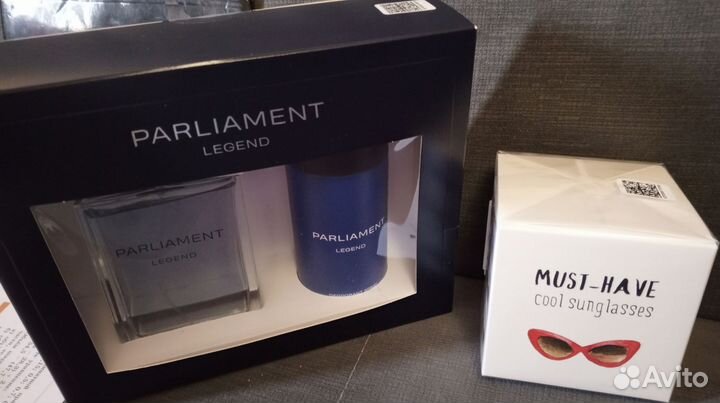 PARLIAMENT
LEGEND
PARLIAMENT
LEGEND
PARLIAMENT
LEGEND
MUST-HAVE
cool sunglasses
Avito